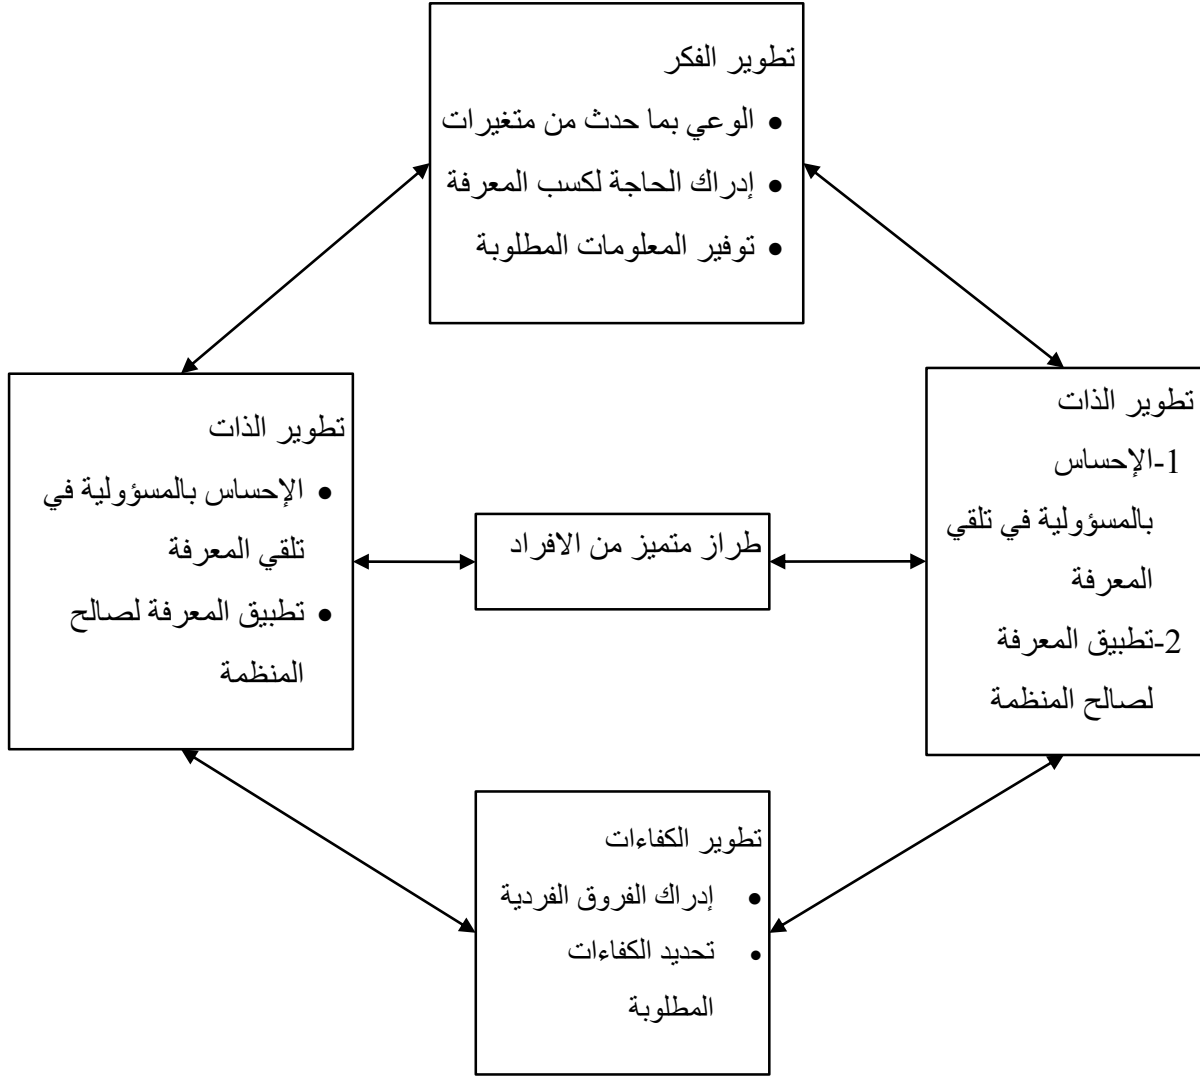 تطوير الفكر
• الوعي بما حدث من متغيرات
• إدراك الحاجة لكسب المعرفة
• توفير المعلومات المطلوبة
تطوير الذات
1-الإحساس
بالمسؤولية في تلقي
المعرفة
2-تطبيق المعرفة
لصالح المنظمة
طراز متميز من الافراد
تطوير الذات
• الإحساس بالمسؤولية في
تلقي المعرفة
• تطبيق المعرفة لصالح
المنظمة
تطوير الكفاءات
• إدراك الفروق الفردية
• تحديد الكفاءات
المطلوبة